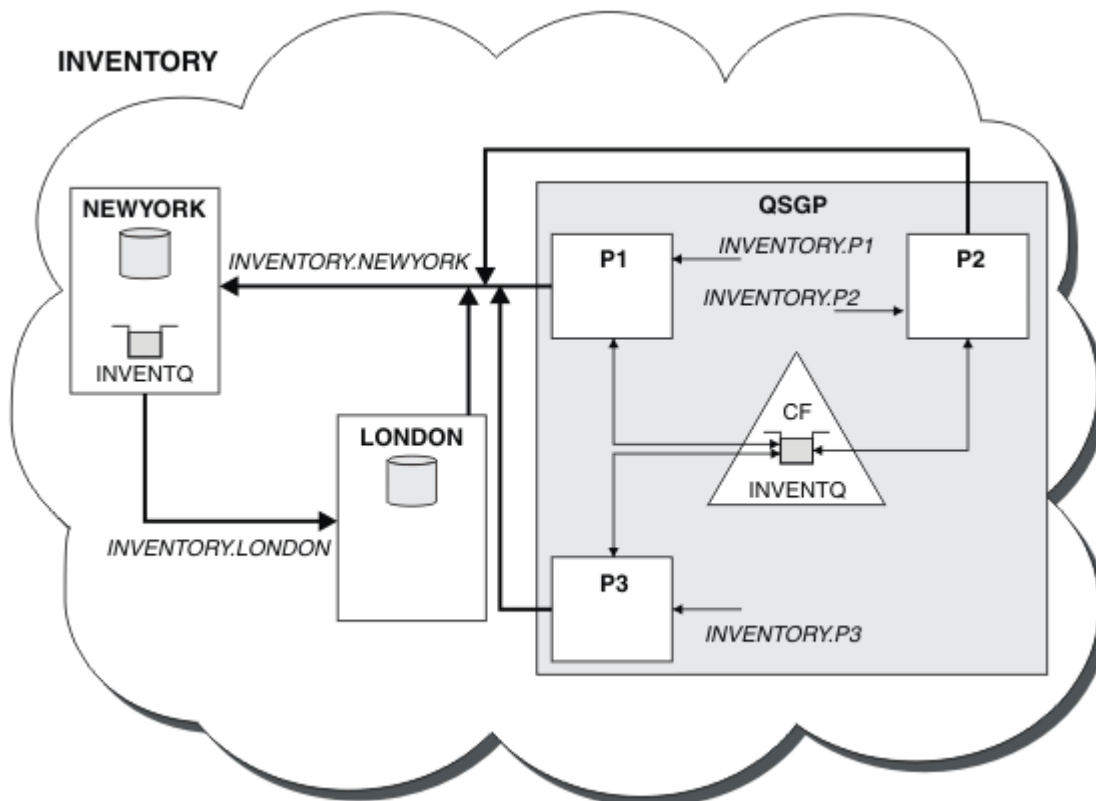 INVENTORY
NEWYORK
INVENTQ
INVENTORY.NEWYORK
QSGP
P1
INVENTORY.P1
P2
INVENTORY.P2
CF
INVENTQ
LONDON
INVENTORY.LONDON
P3
INVENTORY.P3